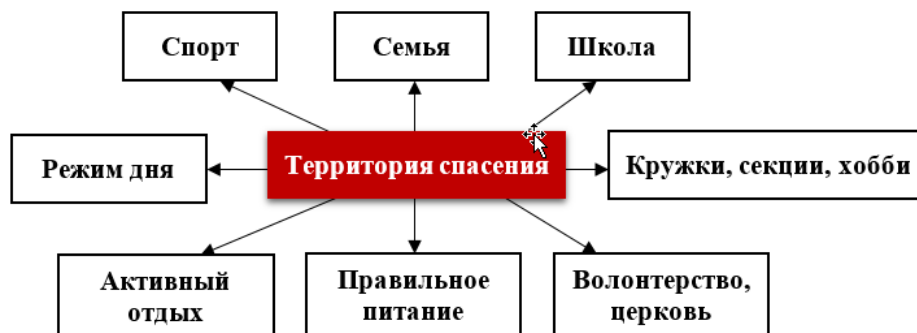 Спорт
Семья
Школа
Режим дня
Территория спасения
Кружки, секции, хобби
Активный
отдых
Правильное
питание
Волонтерство,
церковь